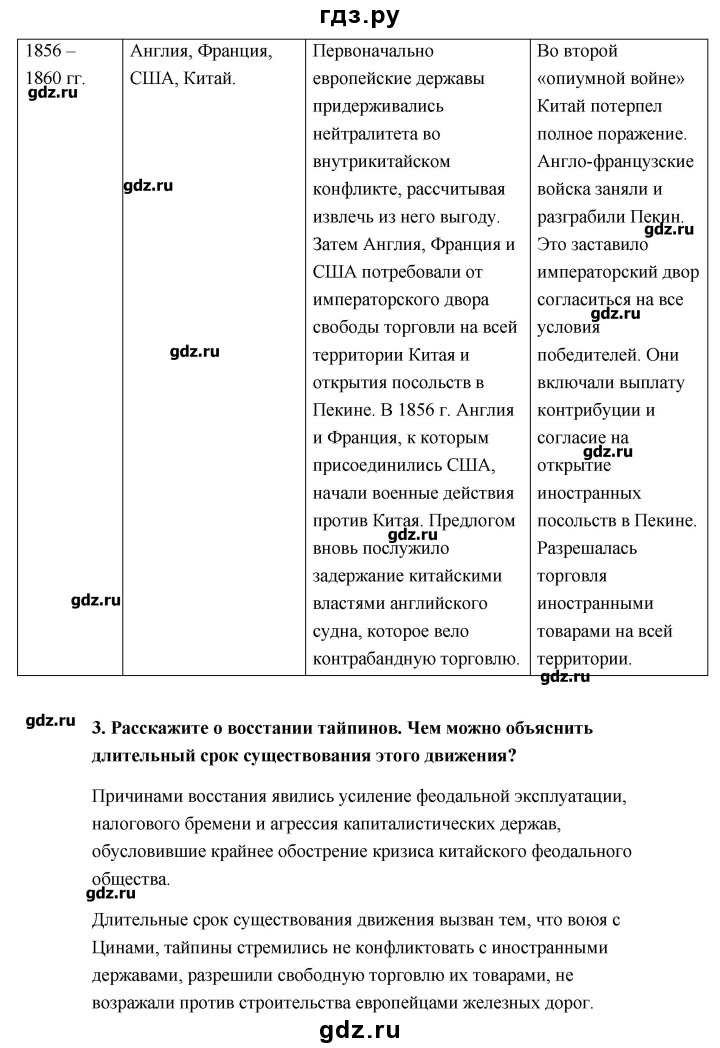 гдз.ру
1856 –
1860 гг.
gdz.ru
Англия, Франция,
США, Китай.
gdz.ru
gdz.ru
gdz.ru
Первоначально
европейские державы
придерживались
нейтралитета во
внутрикитайском
конфликте, рассчитывая
извлечь из него выгоду.
Затем Англия, Франция и
США потребовали от
императорского двора
свободы торговли на всей
территории Китая и
открытия посольств в
Пекине. В 1856 г. Англия
и Франция, к которым
присоединились США,
начали военные действия
против Китая. Предлогом
gdz.ru
вновь послужило
задержание китайскими
властями английского
судна, которое вело
контрабандную торговлю.
Во второй
«опиумной войне»
Китай потерпел
полное поражение.
Англо-французские
войска заняли и
разграбили Пекин.
gdz.ru
Это заставило
императорский двор
согласиться на все
gdz.ru
условия
победителей. Они
включали выплату
контрибуции и
согласие на
gdz.ru
открытие
иностранных
посольств в Пекине.
Разрешалась
торговля
иностранными
товарами на всей
территории.
gdz.ru
gdz.ru
3. Расскажите о восстании тайпинов. Чем можно объяснить
длительный срок существования этого движения?
Причинами восстания явились усиление феодальной эксплуатации,
налогового бремени и агрессия капиталистических держав,
обусловившие крайнее обострение кризиса китайского феодального
общества.
gdz.ru
Длительные срок существования движения вызван тем, что воюя с
Цинами, тайпины стремились не конфликтовать с иностранными
державами, разрешили свободную торговлю их товарами, не
возражали против строительства европейцами железных дорог.
gdz.ru